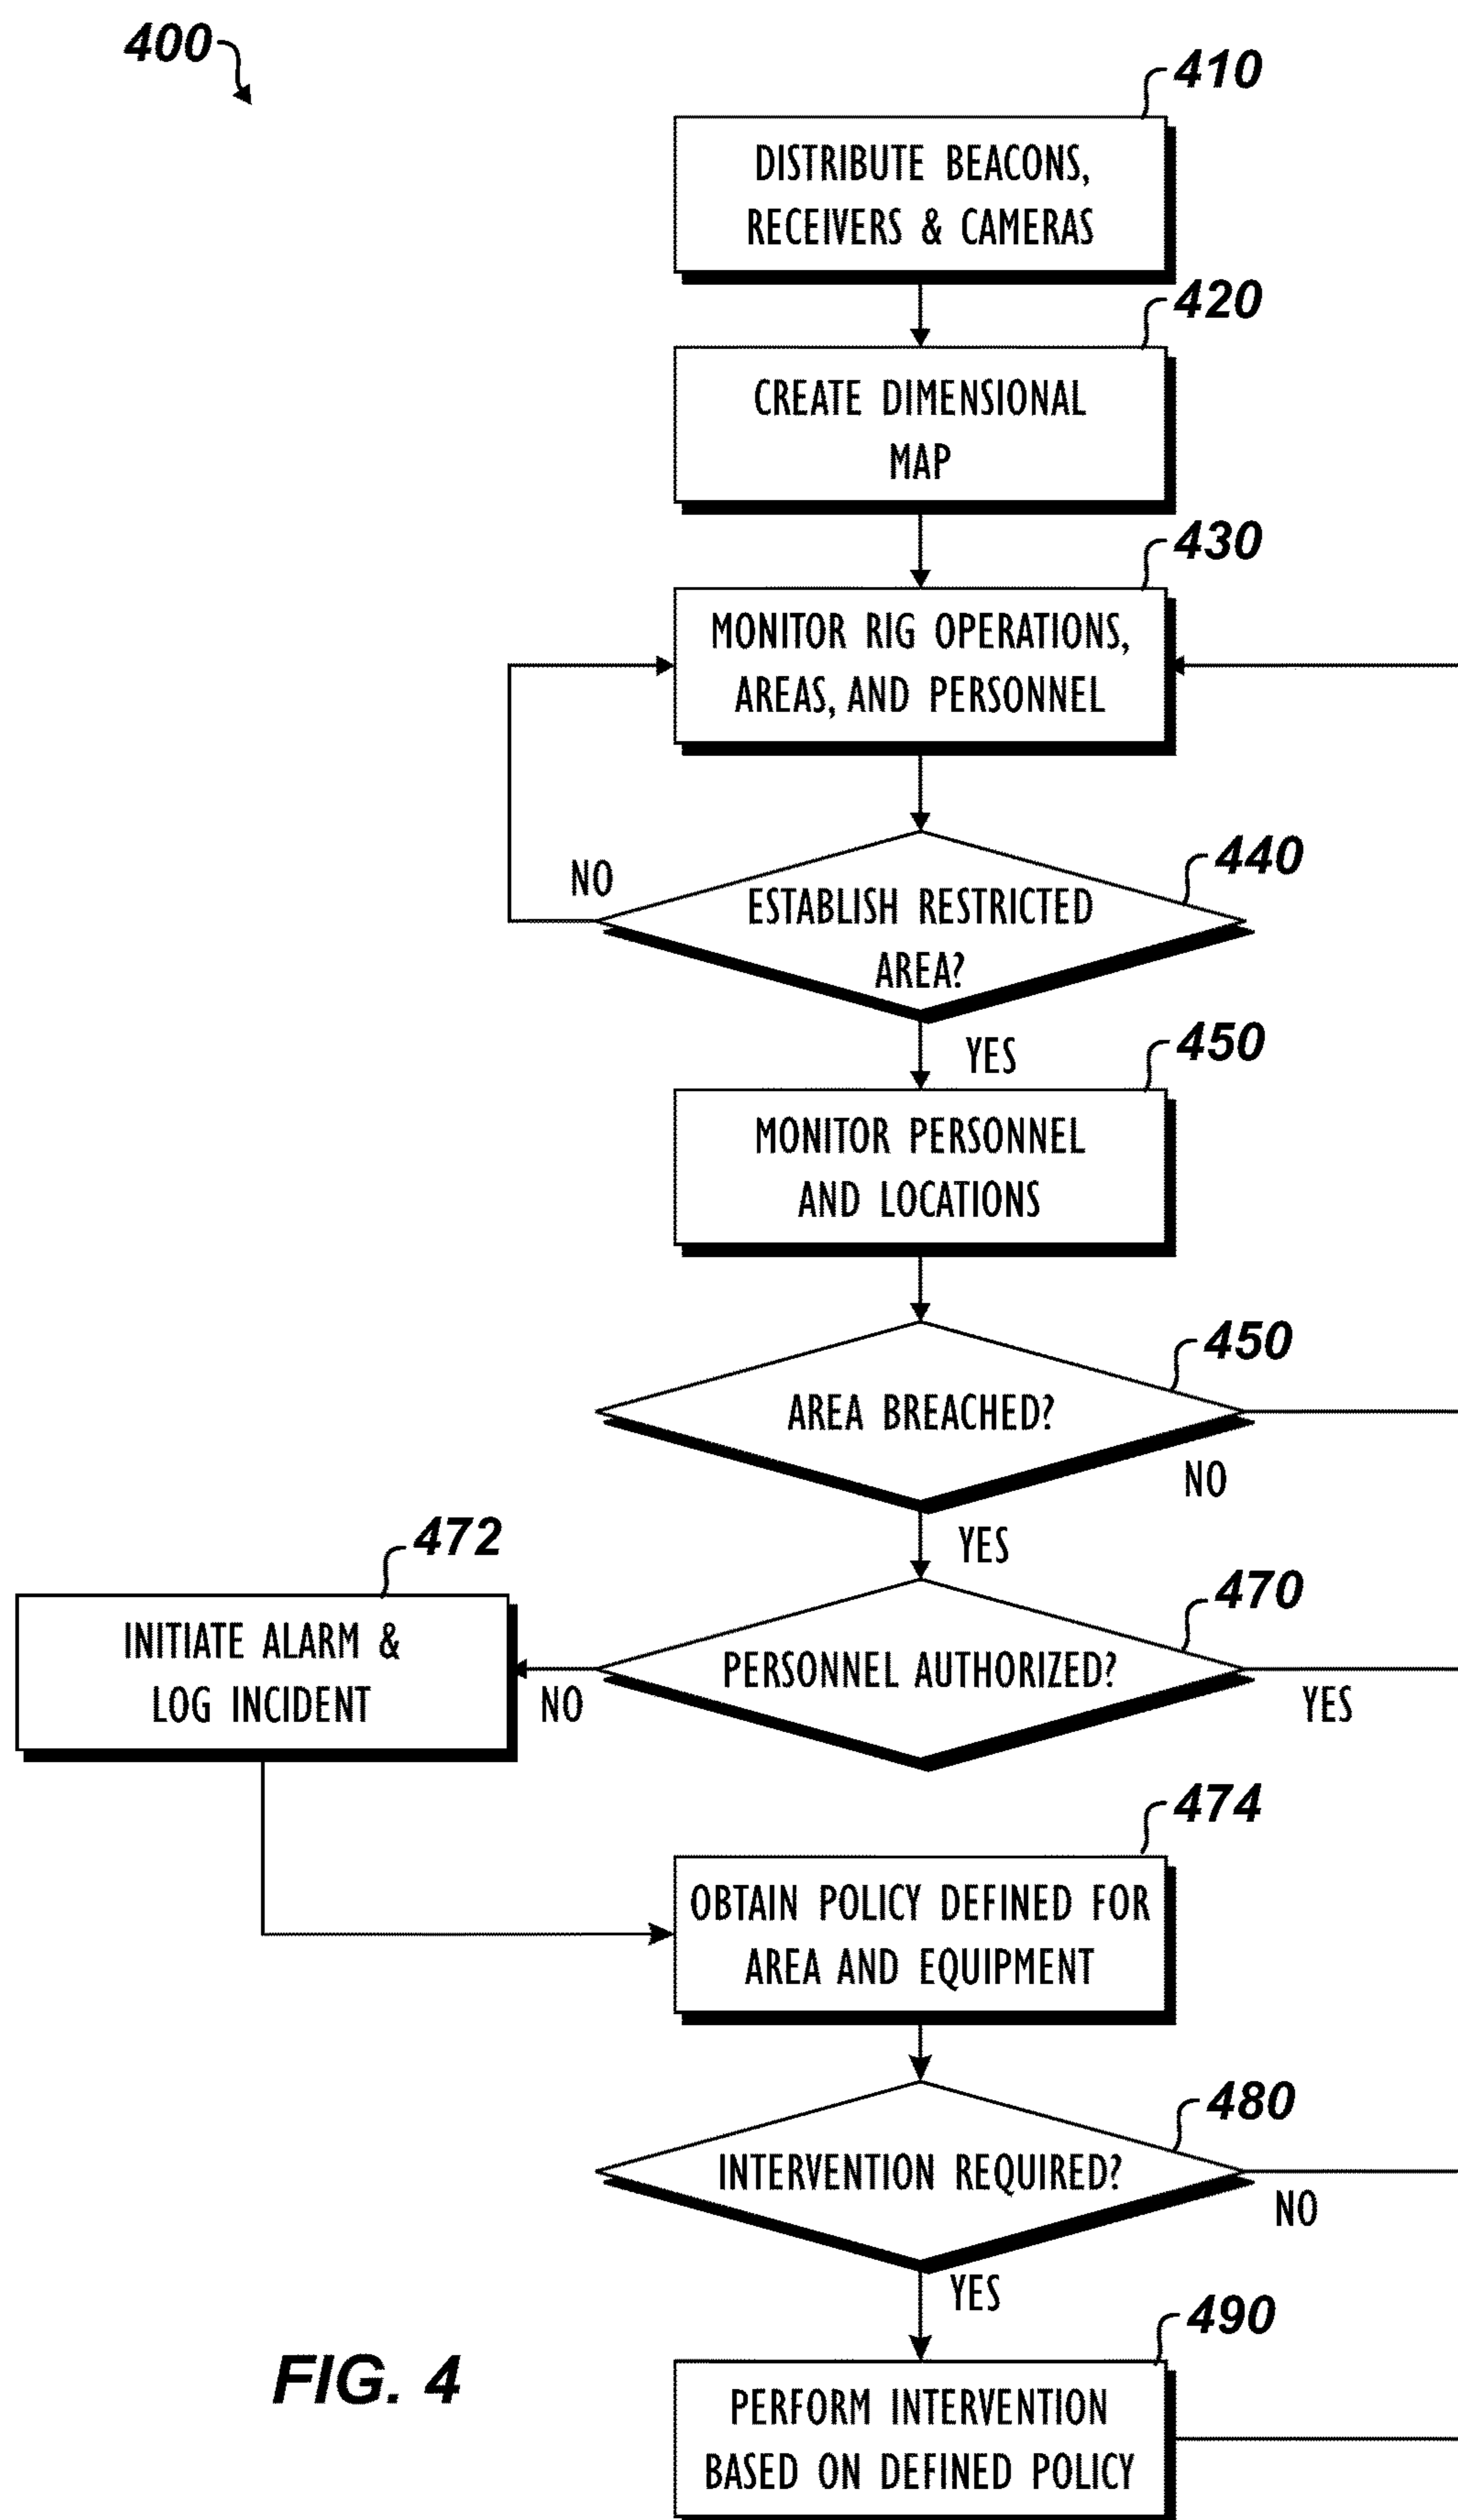 400
410
DISTRIBUTE BEACONS,
RECEIVERS & CAMERAS
420
CREATE DIMENSIONAL
MAP
430
MONITOR RIG OPERATIONS,
AREAS, AND PERSONNEL
440
NO
ESTABLISH RESTRICTED
AREA?
YES
450
MONITOR PERSONNEL
AND LOCATIONS
450
AREA BREACHED?
NO
YES
472
INITIATE ALARM &
LOG INCIDENT
470
PERSONNEL AUTHORIZED?
NO
YES
474
OBTAIN POLICY DEFINED FOR
AREA AND EQUIPMENT
480
INTERVENTION REQUIRED?
NO
YES
490
PERFORM INTERVENTION
BASED ON DEFINED POLICY
FIG. 4